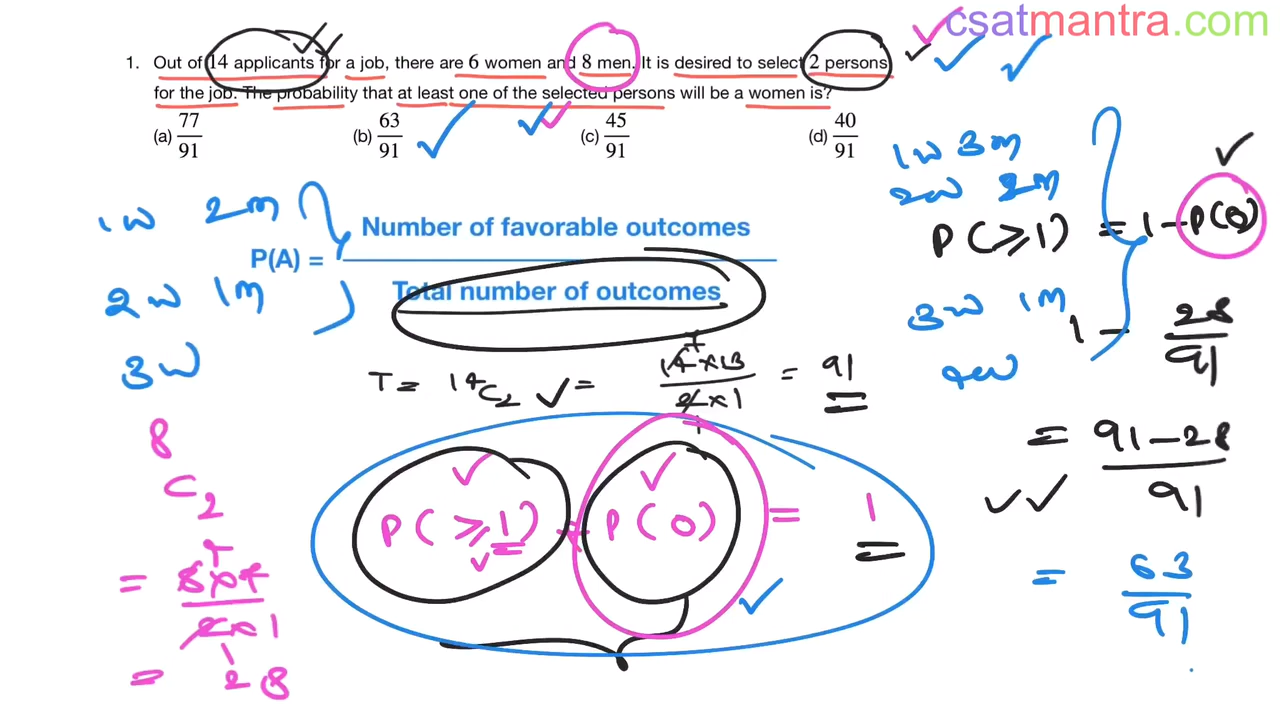 csatmantra.com
1. Out of 14 applicants for a job, there are 6 women and 8 men. It is desired to select 2 persons
for the job. The probability that at least one of the selected persons will be a women is?
(a) 77/91 (b) 63/91 (c) 45/91 (d) 40/91
1W 2M
2W 1M
3W
P(A) = Number of favorable outcomes
Total number of outcomes
1W 3M
2W 2M
P(≥1) = 1 - P(0)
3W 1M
4W
1 - 28/91
T = 14C2 = 14×13/2×1 = 91
= 91-28/91
8C2
= 8×7/2×1
= 28
P(≥1) + P(0) = 1
= 63/91